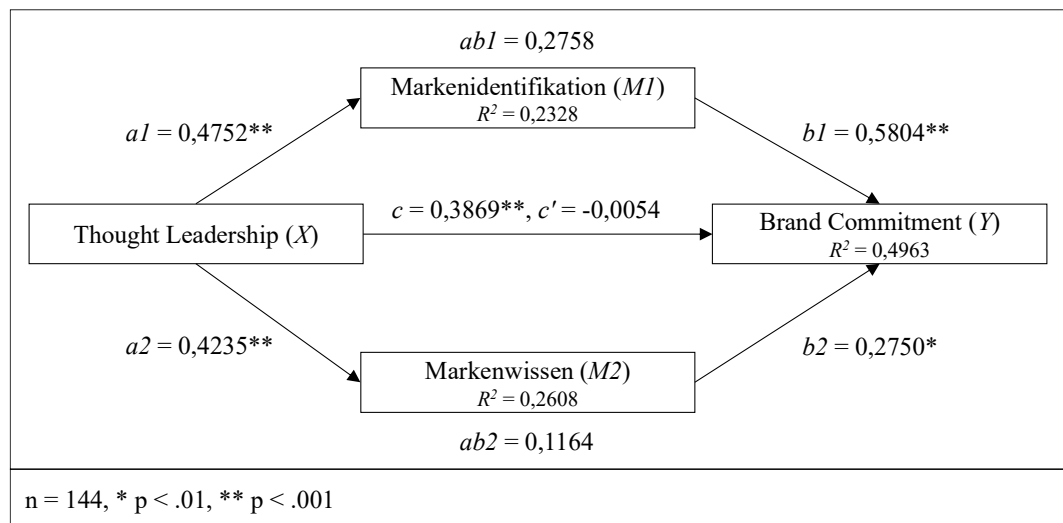 ab1 = 0,2758
Markenidentifikation (M1)
R² = 0,2328
a1 = 0,4752**
b1 = 0,5804**
c = 0,3869**, c' = -0,0054
Thought Leadership (X)
Brand Commitment (Y)
R² = 0,4963
a2 = 0,4235**
b2 = 0,2750*
Markenwissen (M2)
R² = 0,2608
ab2 = 0,1164
n = 144, * p < .01, ** p < .001